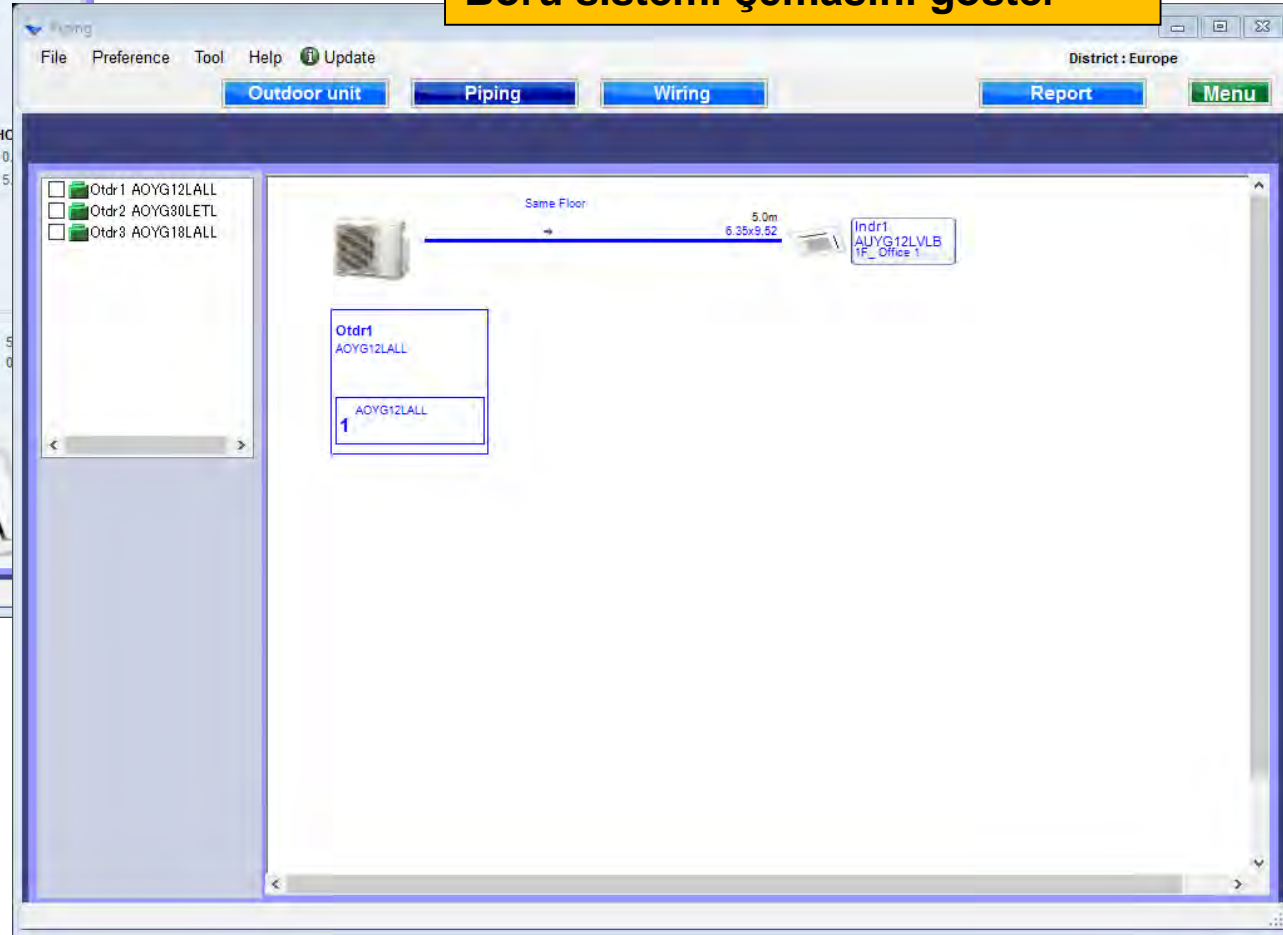 Boru sistemi şemasını göster
Piping
File Preference Tool Help Update
District : Europe
Outdoor unit Piping Wiring Report Menu
Otdr1 AOYG12LALL
Otdr2 AOYG30LETL
Otdr3 AOYG18LALL
Same Floor
5.0m
6.35x9.52
Indr1
AUYG12LVLB
1F_ Office 1
Otdr1
AOYG12LALL
AOYG12LALL
1